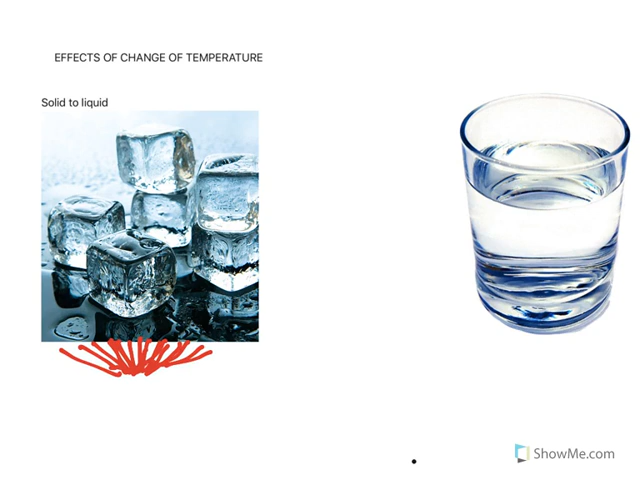 EFFECTS OF CHANGE OF TEMPERATURE
Solid to liquid
ShowMe.com